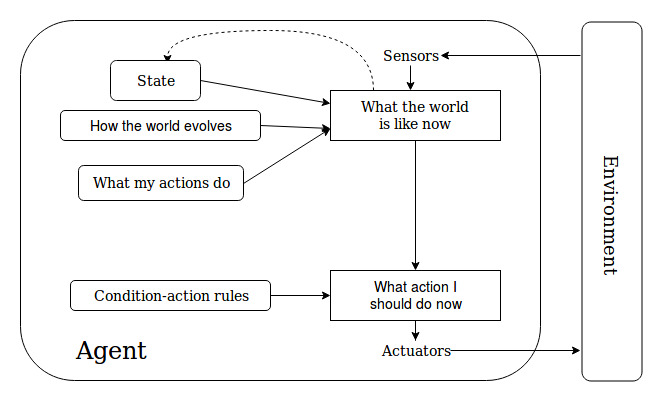 Sensors
State
What the world
is like now
How the world evolves
What my actions do
Environment
Condition-action rules
What action I
should do now
Agent
Actuators